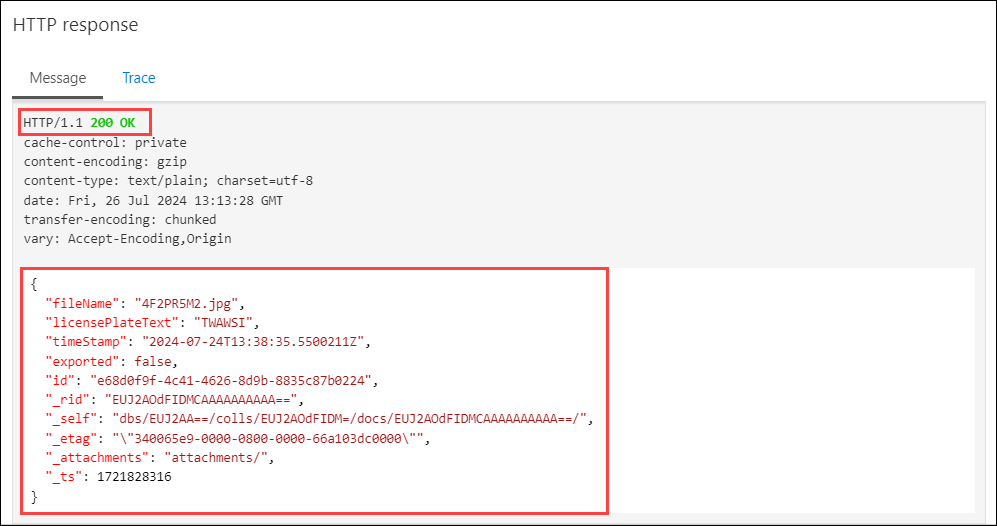 HTTP response
Message Trace
HTTP/1.1 200 OK
cache-control: private
content-encoding: gzip
content-type: text/plain; charset=utf-8
date: Fri, 26 Jul 2024 13:13:28 GMT
transfer-encoding: chunked
vary: Accept-Encoding,Origin
{
"fileName": "4F2PR5M2.jpg",
"licensePlateText": "TWAWSI",
"timeStamp": "2024-07-24T13:38:35.5500211Z",
"exported": false,
"id": "e68d0f9f-4c41-4626-8d9b-8835c87b0224",
"_rid": "EUJ2AOdFIDMCAAAAAAAAAA==",
"_self": "dbs/EUJ2AA==/colls/EUJ2AOdFIDM=/docs/EUJ2AOdFIDMCAAAAAAAAAA==/",
"_etag": "\"340065e9-0000-0800-0000-66a103dc0000\"",
"_attachments": "attachments/",
"_ts": 1721828316
}